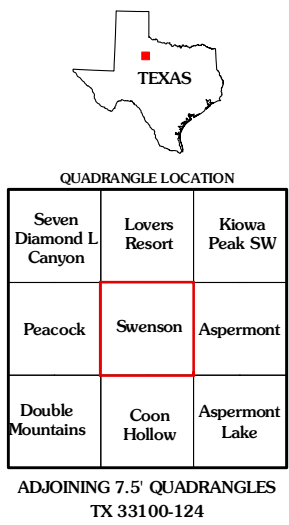 TEXAS
QUADRANGLE LOCATION
Seven
Diamond L
Canyon
Lovers
Resort
Kiowa
Peak SW
Peacock
Swenson
Aspermont
Double
Mountains
Coon
Hollow
Aspermont
Lake
ADJOINING 7.5' QUADRANGLES
TX 33100-124